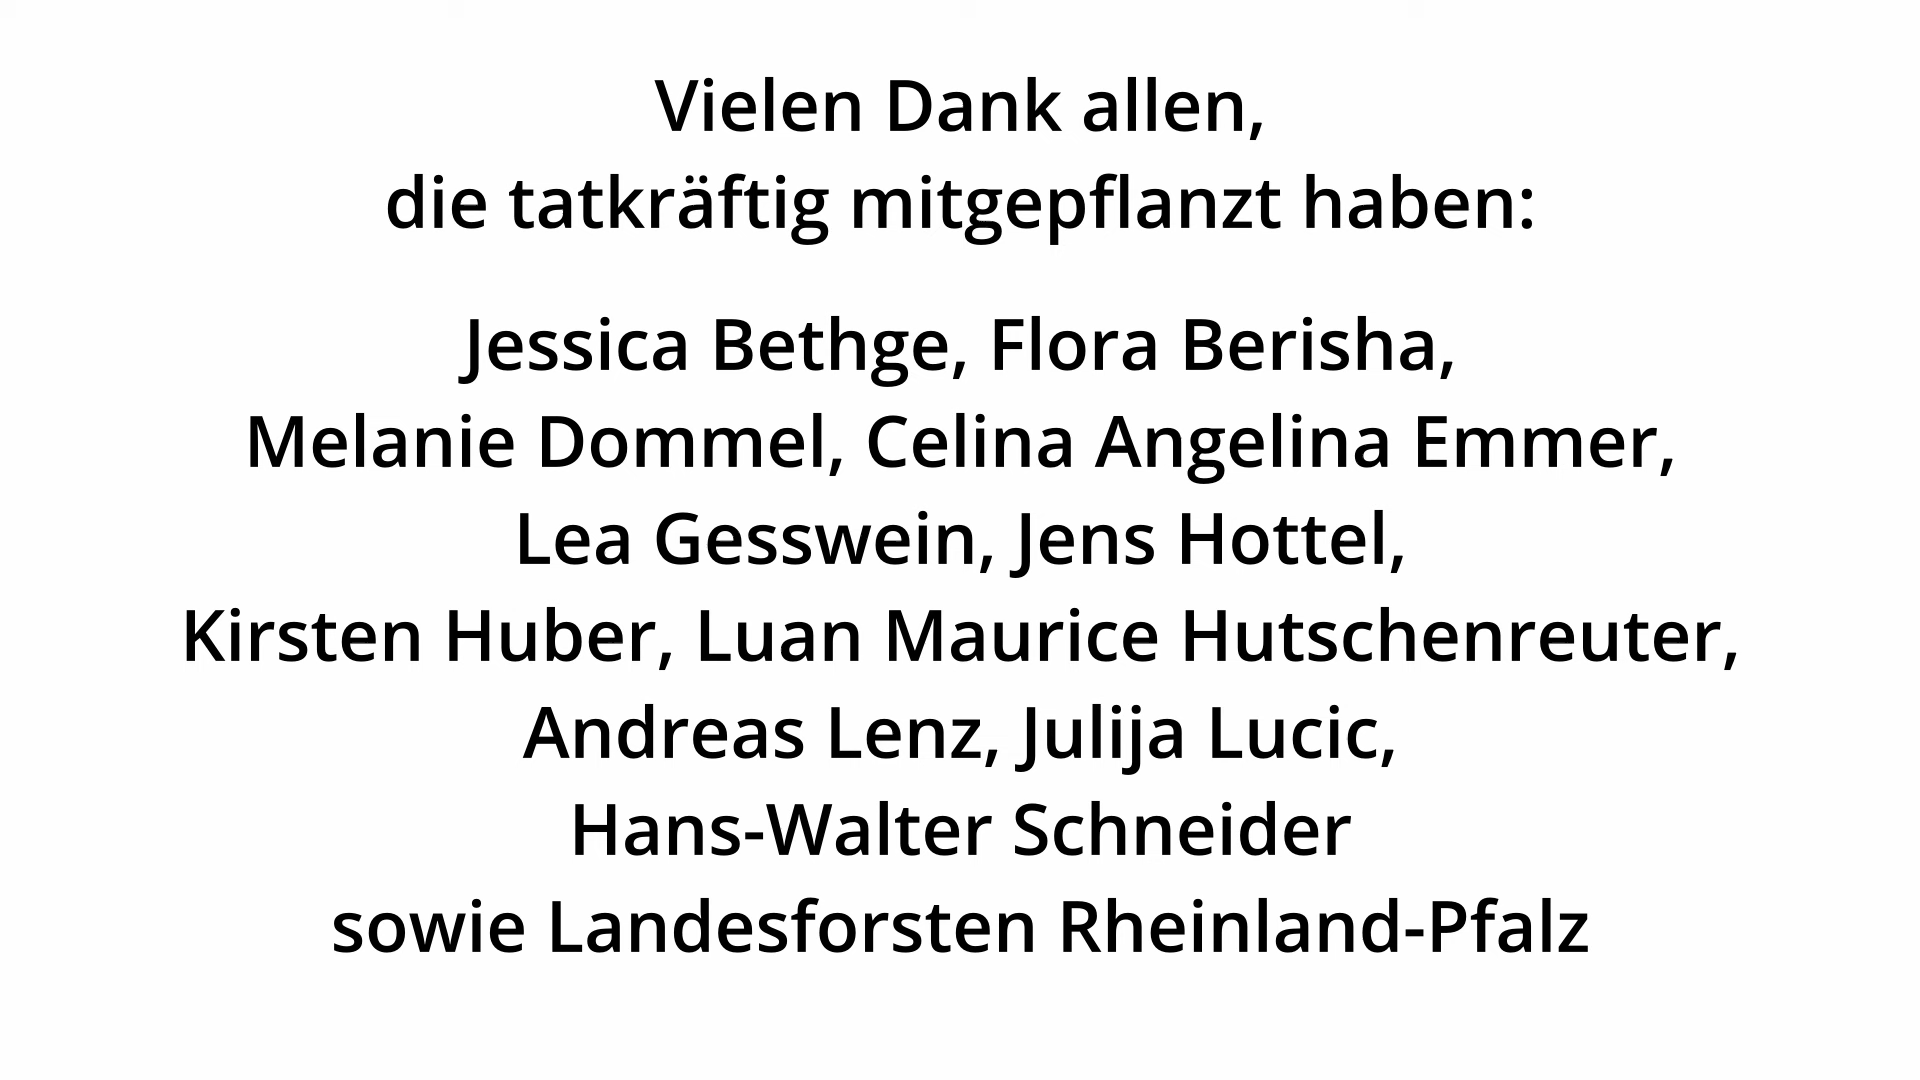 Vielen Dank allen,
die tatkräftig mitgepflanzt haben:
Jessica Bethge, Flora Berisha,
Melanie Dommel, Celina Angelina Emmer,
Lea Gesswein, Jens Hottel,
Kirsten Huber, Luan Maurice Hutschenreuter,
Andreas Lenz, Julija Lucic,
Hans-Walter Schneider
sowie Landesforsten Rheinland-Pfalz